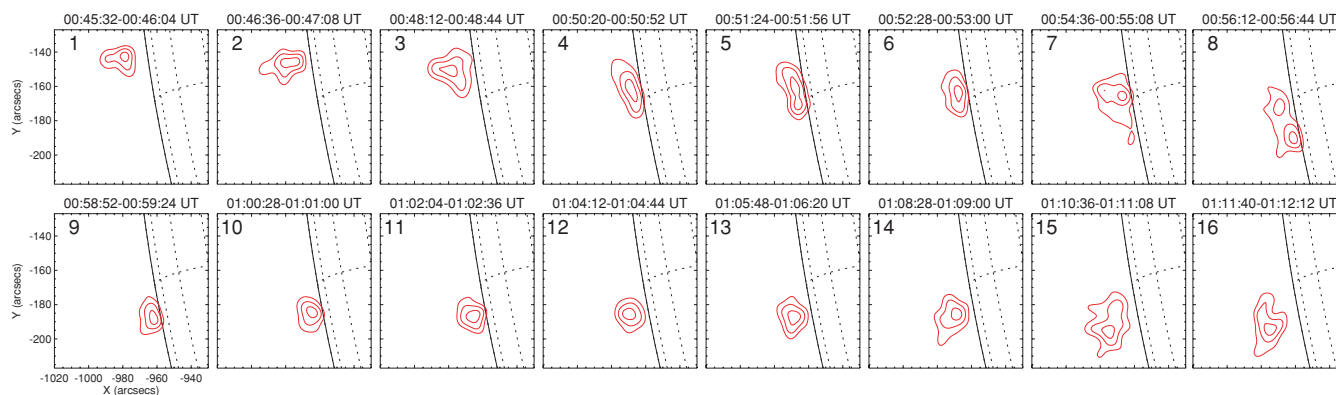 00:45:32-00:46:04 UT 00:46:36-00:47:08 UT 00:48:12-00:48:44 UT 00:50:20-00:50:52 UT 00:51:24-00:51:56 UT 00:52:28-00:53:00 UT 00:54:36-00:55:08 UT 00:56:12-00:56:44 UT
1 2 3 4 5 6 7 8
-140
-160
-180
-200
Y (arcsecs)
00:58:52-00:59:24 UT 01:00:28-01:01:00 UT 01:02:04-01:02:36 UT 01:04:12-01:04:44 UT 01:05:48-01:06:20 UT 01:08:28-01:09:00 UT 01:10:36-01:11:08 UT 01:11:40-01:12:12 UT
9 10 11 12 13 14 15 16
-140
-160
-180
-200
Y (arcsecs)
-1020 -1000 -980 -960 -940
X (arcsecs)